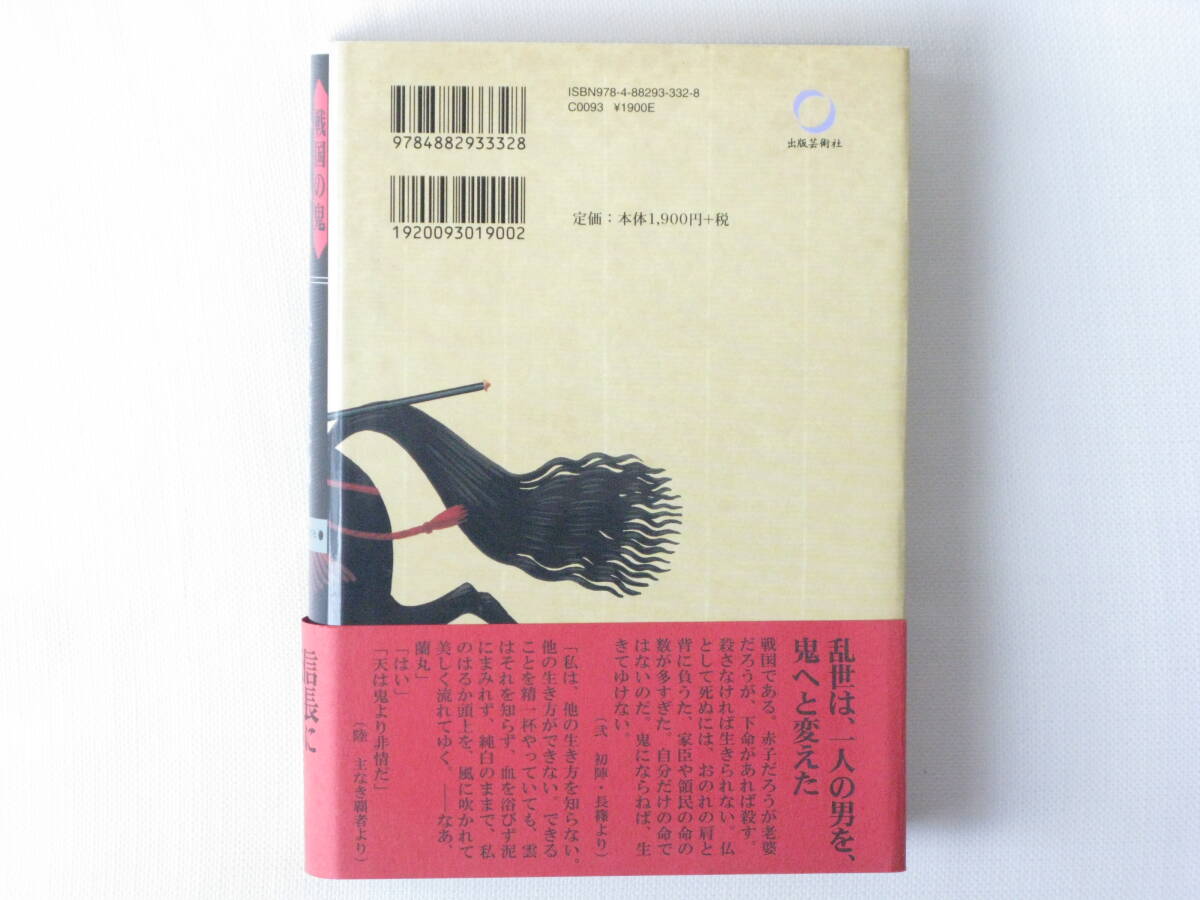 ISBN978-4-88293-332-8
C0093 ¥1900E
9784882933328
出版芸術社
1920093019002
定価：本体1,900円+税
戦国の鬼
乱世は、一人の男を、
鬼へと変えた
戦国である。赤子だろうが老婆
だろうが、下命があれば殺す。
殺さなければ生きられない。仏
として死ぬには、おのれの肩と
背に負うた、家臣や領民の命の
数が多すぎた。自分だけの命で
はないのだ。鬼にならねば、生
きてゆけない。
（弐　初陣・長篠より）
「私は、他の生き方を知らない。
他の生き方ができない。できる
ことを精一杯やっていても、雲
はそれを知らず、血を浴びず泥
にまみれず、純白のままで、私
のはるか頭上を、風に吹かれて
美しく流れてゆく。――なあ、
蘭丸」
「はい」
「天は鬼より非情だ」
（陸　主なき覇者より）
信長に